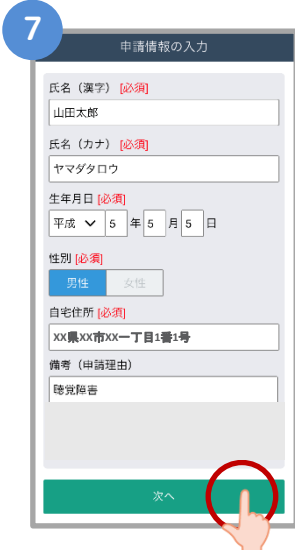 7
申請情報の入力
氏名（漢字） [必須]
山田太郎
氏名（カナ） [必須]
ヤマダタロウ
生年月日 [必須]
平成 5 年 5 月 5 日
性別 [必須]
男性 女性
自宅住所 [必須]
XX県XX市XX一丁目1番1号
備考（申請理由）
聴覚障害
次へ